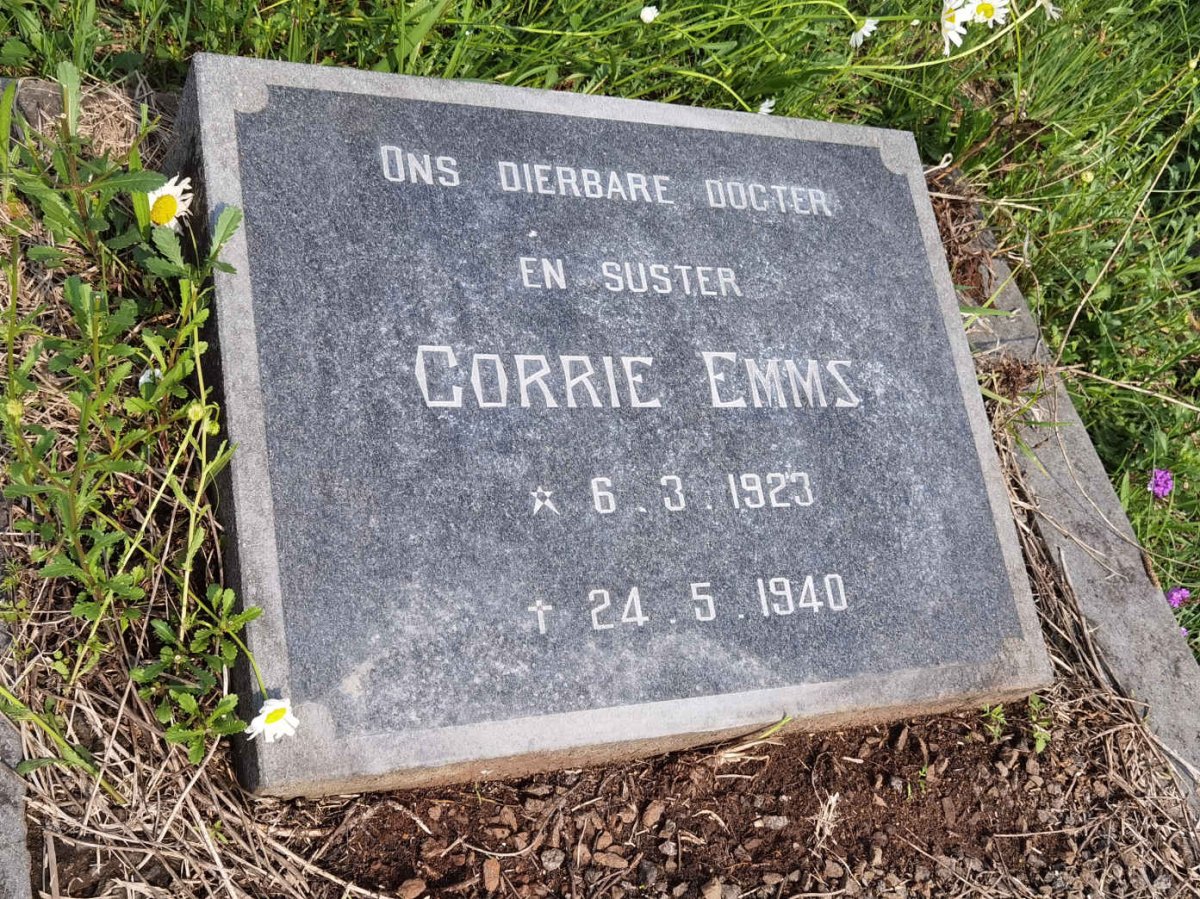 Ons dierbare dogter
en suster
Corrie Emms
* 6.3.1923
† 24.5.1940